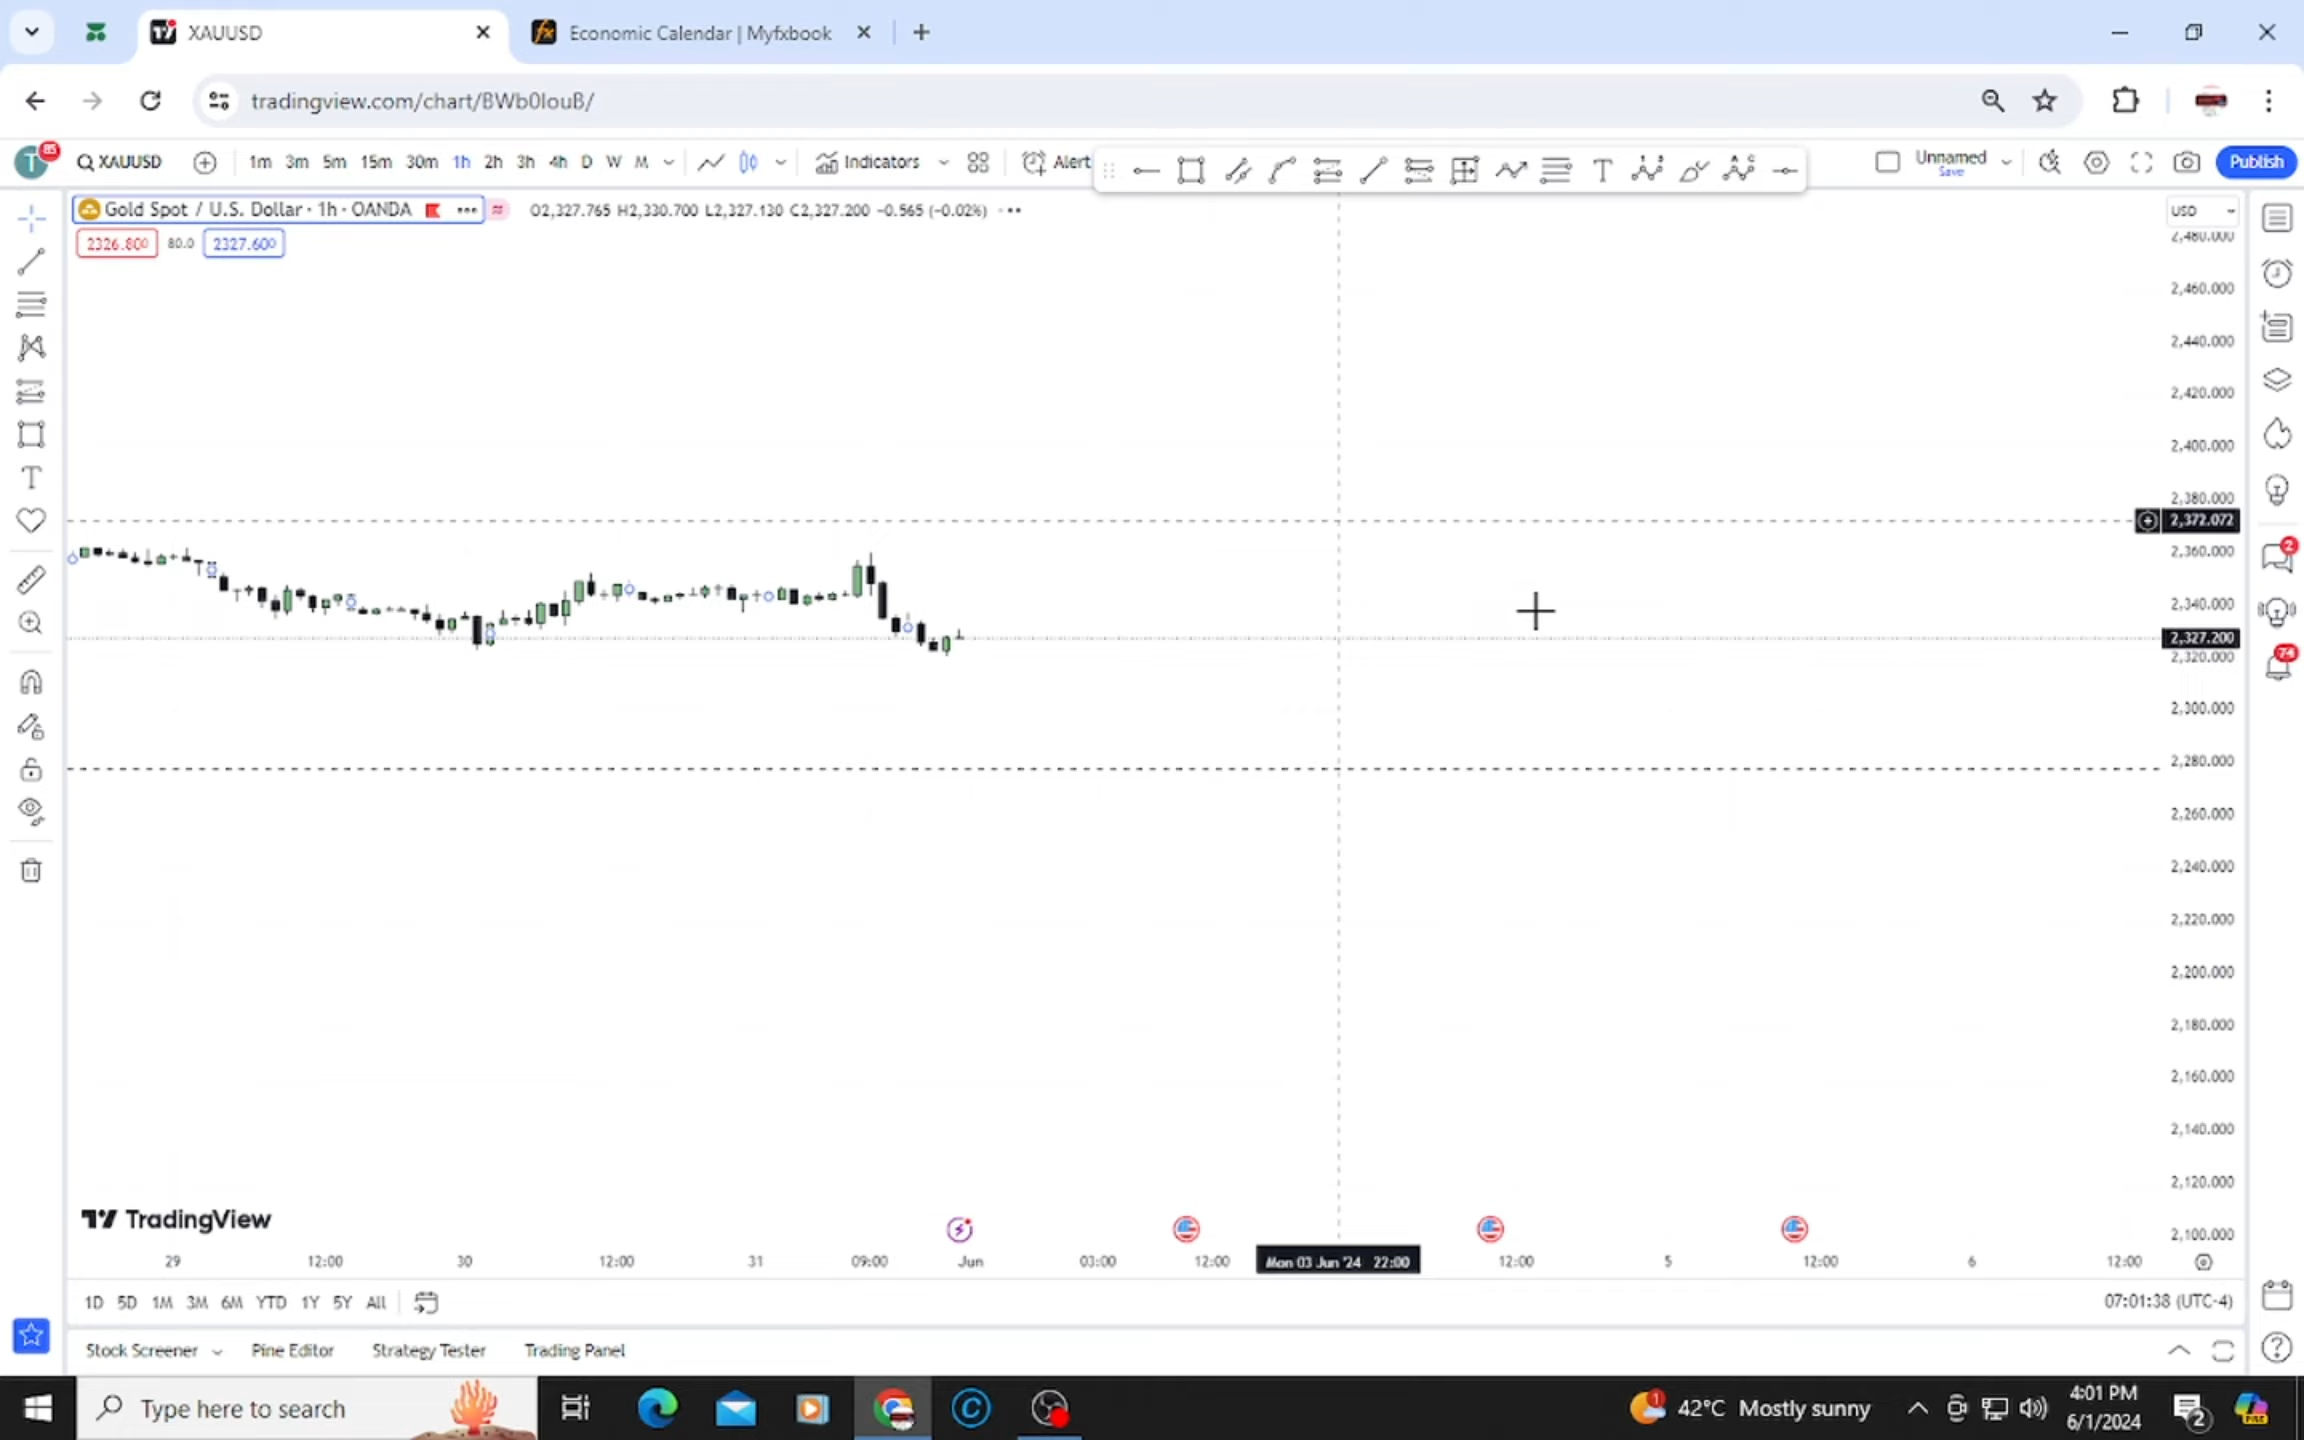 XAUUSD
Economic Calendar | Myfxbook
tradingview.com/chart/BWb0IouB/
T 85 XAUUSD 1m 3m 5m 15m 30m 1h 2h 3h 4h D W M Indicators Alert T Unnamed Save Publish
Gold Spot / U.S. Dollar · 1h · OANDA O2,327.765 H2,330.700 L2,327.130 C2,327.200 −0.565 (−0.02%) USD
2326.800 80.0 2327.600
2,480.000
2,460.000
2,440.000
2,420.000
2,400.000
2,380.000
2,372.072
2,360.000
2
2,340.000
2,327.200
2,320.000
74
2,300.000
2,280.000
2,260.000
2,240.000
2,220.000
2,200.000
2,180.000
2,160.000
2,140.000
2,120.000
2,100.000
TradingView
29 12:00 30 12:00 31 09:00 Jun 03:00 12:00 Mon 03 Jun '24 22:00 12:00 5 12:00 6 12:00
1D 5D 1M 3M 6M YTD 1Y 5Y All 07:01:38 (UTC-4)
Stock Screener Pine Editor Strategy Tester Trading Panel
Type here to search 1 42°C Mostly sunny 4:01 PM 2
6/1/2024